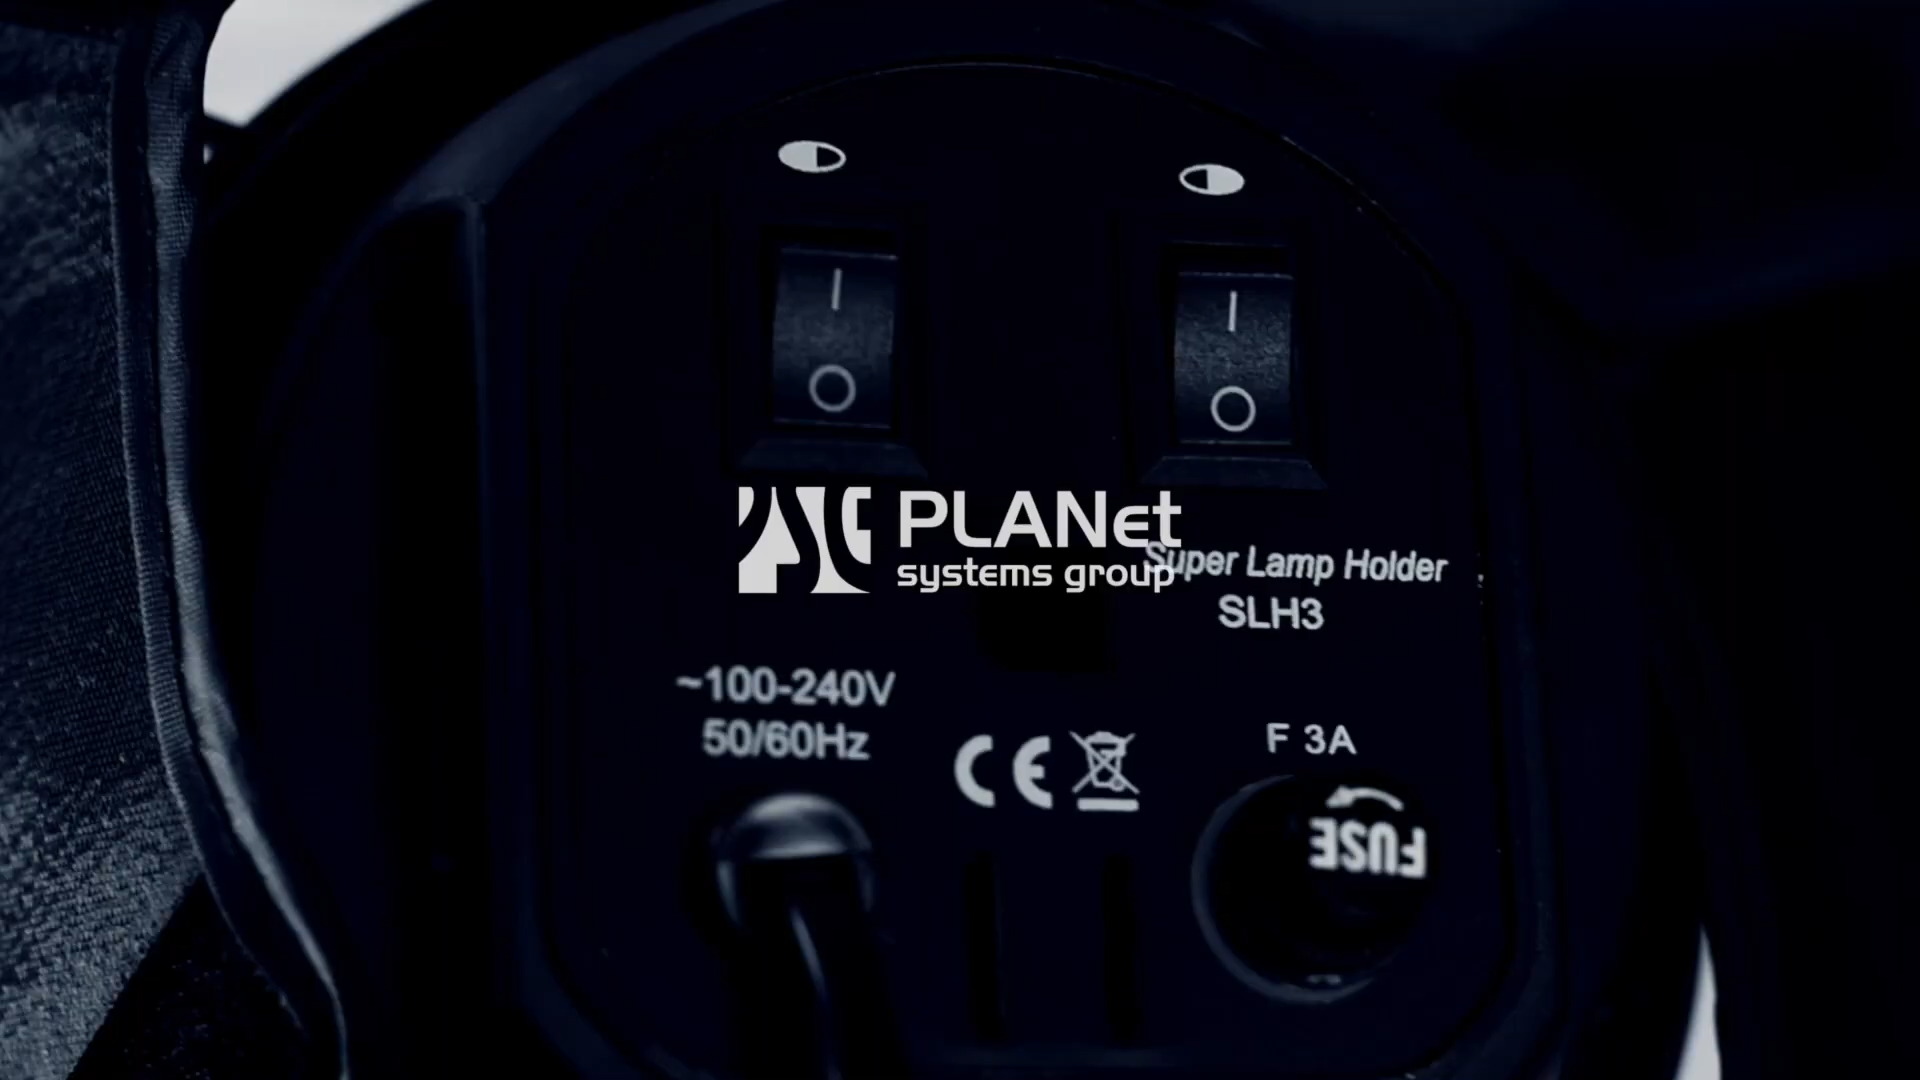 I
O
I
O
PLANet
systems group
Super Lamp Holder
SLH3
~100-240V
50/60Hz
CE
F 3A
FUSE